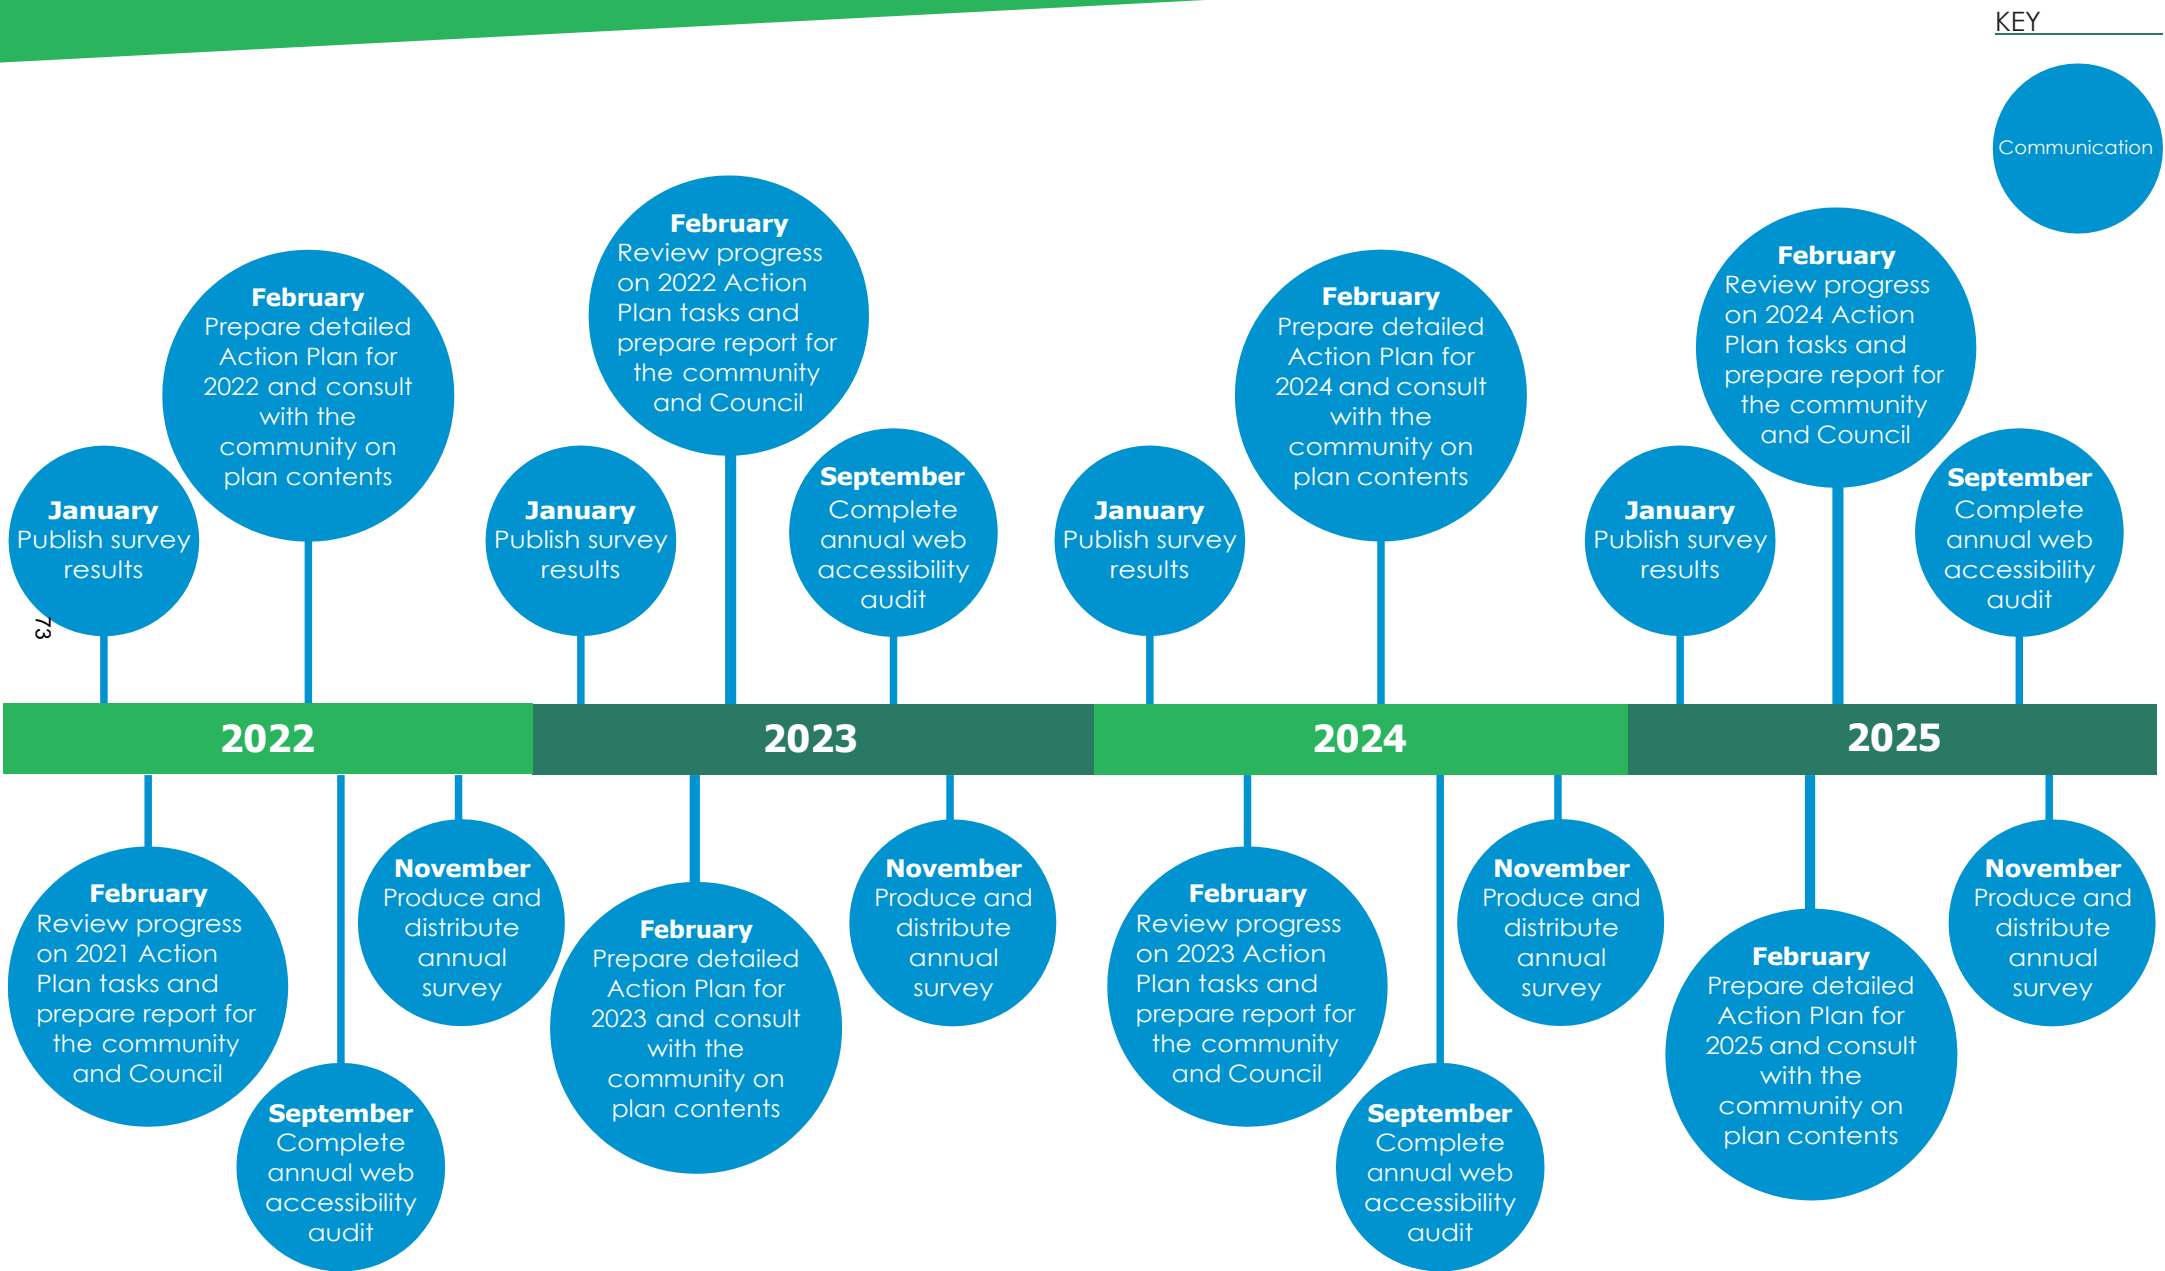 KEY
Communication
February
Prepare detailed
Action Plan for
2022 and consult
with the
community on
plan contents
February
Review progress
on 2022 Action
Plan tasks and
prepare report for
the community
and Council
February
Prepare detailed
Action Plan for
2024 and consult
with the
community on
plan contents
February
Review progress
on 2024 Action
Plan tasks and
prepare report for
the community
and Council
January
Publish survey
results
January
Publish survey
results
September
Complete
annual web
accessibility
audit
January
Publish survey
results
January
Publish survey
results
September
Complete
annual web
accessibility
audit
73
2022
2023
2024
2025
February
Review progress
on 2021 Action
Plan tasks and
prepare report for
the community
and Council
September
Complete
annual web
accessibility
audit
November
Produce and
distribute
annual
survey
February
Prepare detailed
Action Plan for
2023 and consult
with the
community on
plan contents
November
Produce and
distribute
annual
survey
February
Review progress
on 2023 Action
Plan tasks and
prepare report for
the community
and Council
September
Complete
annual web
accessibility
audit
November
Produce and
distribute
annual
survey
February
Prepare detailed
Action Plan for
2025 and consult
with the
community on
plan contents
November
Produce and
distribute
annual
survey